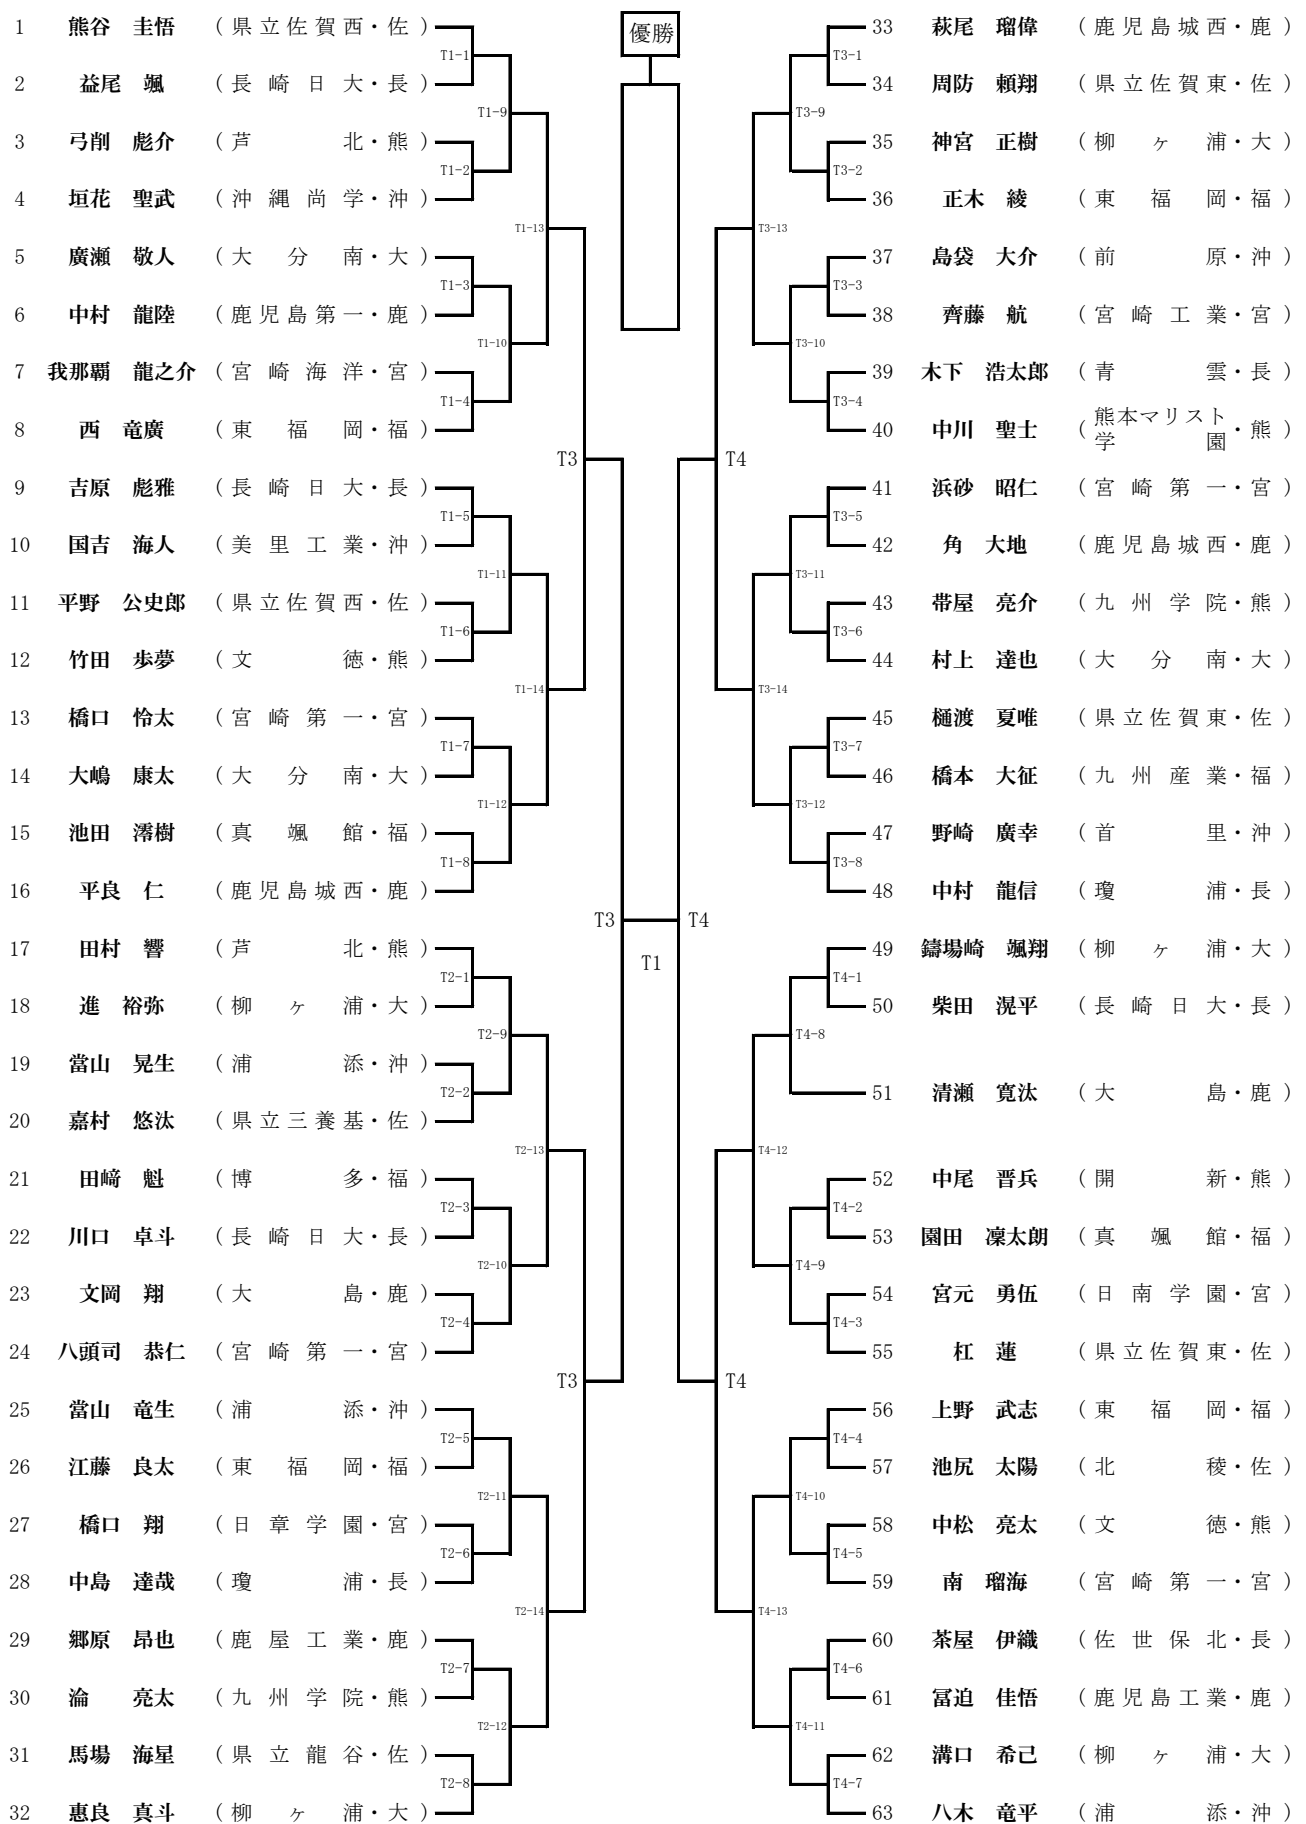 優勝
1 熊谷 圭悟 (県立佐賀西・佐)
T1-1
2 益尾 颯 (長崎日大・長)
T1-9
3 弓削 彪介 (芦北・熊)
T1-2
4 垣花 聖武 (沖縄尚学・沖)
T1-13
5 廣瀬 敬人 (大分南・大)
T1-3
6 中村 龍陸 (鹿児島第一・鹿)
T1-10
7 我那覇 龍之介 (宮崎海洋・宮)
T1-4
8 西 竜廣 (東福岡・福)
T3
9 吉原 彪雅 (長崎日大・長)
T1-5
10 国吉 海人 (美里工業・沖)
T1-11
11 平野 公史郎 (県立佐賀西・佐)
T1-6
12 竹田 歩夢 (文徳・熊)
T1-14
13 橋口 怜太 (宮崎第一・宮)
T1-7
14 大嶋 康太 (大分南・大)
T1-12
15 池田 澪樹 (真颯館・福)
T1-8
16 平良 仁 (鹿児島城西・鹿)
T3
17 田村 響 (芦北・熊)
T2-1
18 進 裕弥 (柳ヶ浦・大)
T2-9
19 當山 晃生 (浦添・沖)
T2-2
20 嘉村 悠汰 (県立三養基・佐)
T2-13
21 田﨑 魁 (博多・福)
T2-3
22 川口 卓斗 (長崎日大・長)
T2-10
23 文岡 翔 (大島・鹿)
T2-4
24 八頭司 恭仁 (宮崎第一・宮)
T3
25 當山 竜生 (浦添・沖)
T2-5
26 江藤 良太 (東福岡・福)
T2-11
27 橋口 翔 (日章学園・宮)
T2-6
28 中島 達哉 (瓊浦・長)
T2-14
29 郷原 昂也 (鹿屋工業・鹿)
T2-7
30 淪 亮太 (九州学院・熊)
T2-12
31 馬場 海星 (県立龍谷・佐)
T2-8
32 惠良 真斗 (柳ヶ浦・大)
T1
33 萩尾 瑠偉 (鹿児島城西・鹿)
T3-1
34 周防 頼翔 (県立佐賀東・佐)
T3-9
35 神宮 正樹 (柳ヶ浦・大)
T3-2
36 正木 綾 (東福岡・福)
T3-13
37 島袋 大介 (前原・沖)
T3-3
38 齊藤 航 (宮崎工業・宮)
T3-10
39 木下 浩太郎 (青雲・長)
T3-4
40 中川 聖士 (熊本マリスト学園・熊)
T4
41 浜砂 昭仁 (宮崎第一・宮)
T3-5
42 角 大地 (鹿児島城西・鹿)
T3-11
43 帯屋 亮介 (九州学院・熊)
T3-6
44 村上 達也 (大分南・大)
T3-14
45 樋渡 夏唯 (県立佐賀東・佐)
T3-7
46 橋本 大征 (九州産業・福)
T3-12
47 野崎 廣幸 (首里・沖)
T3-8
48 中村 龍信 (瓊浦・長)
T4
49 鑄場崎 颯翔 (柳ヶ浦・大)
T4-1
50 柴田 滉平 (長崎日大・長)
T4-8
51 清瀬 寛汰 (大島・鹿)
T4-12
52 中尾 晋兵 (開新・熊)
T4-2
53 園田 凜太朗 (真颯館・福)
T4-9
54 宮元 勇伍 (日南学園・宮)
T4-3
55 杠 蓮 (県立佐賀東・佐)
T4
56 上野 武志 (東福岡・福)
T4-4
57 池尻 太陽 (北稜・佐)
T4-10
58 中松 亮太 (文徳・熊)
T4-5
59 南 瑠海 (宮崎第一・宮)
T4-13
60 茶屋 伊織 (佐世保北・長)
T4-6
61 冨迫 佳悟 (鹿児島工業・鹿)
T4-11
62 溝口 希己 (柳ヶ浦・大)
T4-7
63 八木 竜平 (浦添・沖)